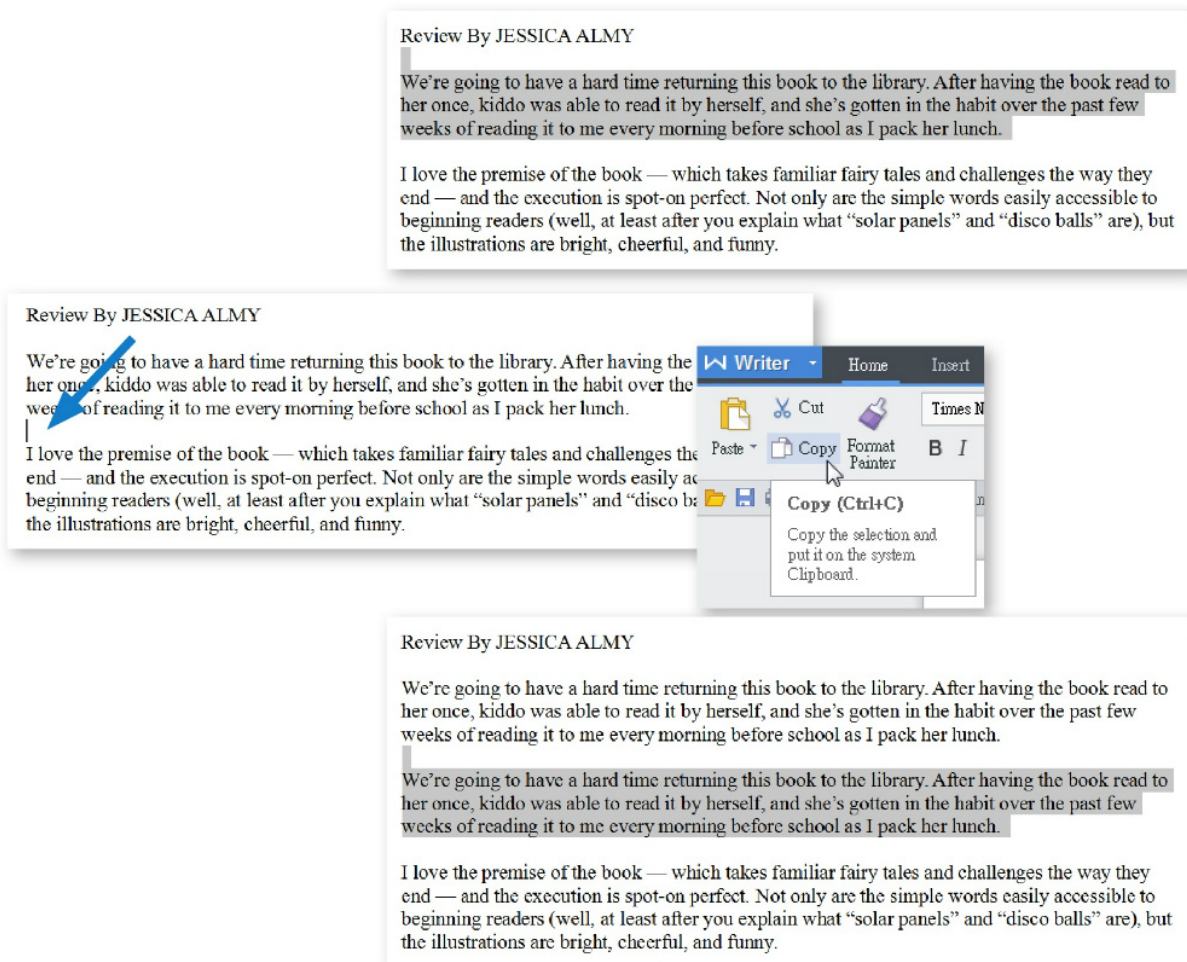 Review By JESSICA ALMY
We're going to have a hard time returning this book to the library. After having the book read to
her once, kiddo was able to read it by herself, and she's gotten in the habit over the past few
weeks of reading it to me every morning before school as I pack her lunch.
I love the premise of the book — which takes familiar fairy tales and challenges the way they
end — and the execution is spot-on perfect. Not only are the simple words easily accessible to
beginning readers (well, at least after you explain what “solar panels” and “disco balls” are), but
the illustrations are bright, cheerful, and funny.
Review By JESSICA ALMY
We're going to have a hard time returning this book to the library. After having the
her once, kiddo was able to read it by herself, and she's gotten in the habit over the
weeks of reading it to me every morning before school as I pack her lunch.
I love the premise of the book — which takes familiar fairy tales and challenges the
end — and the execution is spot-on perfect. Not only are the simple words easily
beginning readers (well, at least after you explain what “solar panels” and “disco
the illustrations are bright, cheerful, and funny.
Writer Home Insert
Cut Times N
Paste Copy Format B I
Painter
Copy (Ctrl+C)
Copy the selection and
put it on the system
Clipboard.
Review By JESSICA ALMY
We're going to have a hard time returning this book to the library. After having the book read to
her once, kiddo was able to read it by herself, and she's gotten in the habit over the past few
weeks of reading it to me every morning before school as I pack her lunch.
We're going to have a hard time returning this book to the library. After having the book read to
her once, kiddo was able to read it by herself, and she's gotten in the habit over the past few
weeks of reading it to me every morning before school as I pack her lunch.
I love the premise of the book — which takes familiar fairy tales and challenges the way they
end — and the execution is spot-on perfect. Not only are the simple words easily accessible to
beginning readers (well, at least after you explain what “solar panels” and “disco balls” are), but
the illustrations are bright, cheerful, and funny.